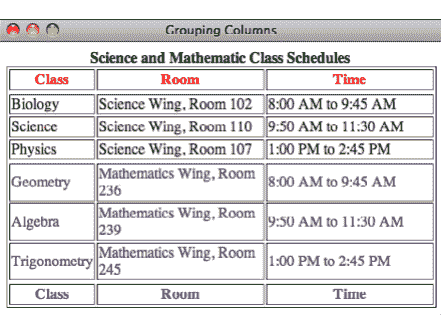 Grouping Columns
Science and Mathematic Class Schedules
Class Room Time
Biology Science Wing, Room 102 8:00 AM to 9:45 AM
Science Science Wing, Room 110 9:50 AM to 11:30 AM
Physics Science Wing, Room 107 1:00 PM to 2:45 PM
Geometry Mathematics Wing, Room 236 8:00 AM to 9:45 AM
Algebra Mathematics Wing, Room 239 9:50 AM to 11:30 AM
Trigonometry Mathematics Wing, Room 245 1:00 PM to 2:45 PM
Class Room Time